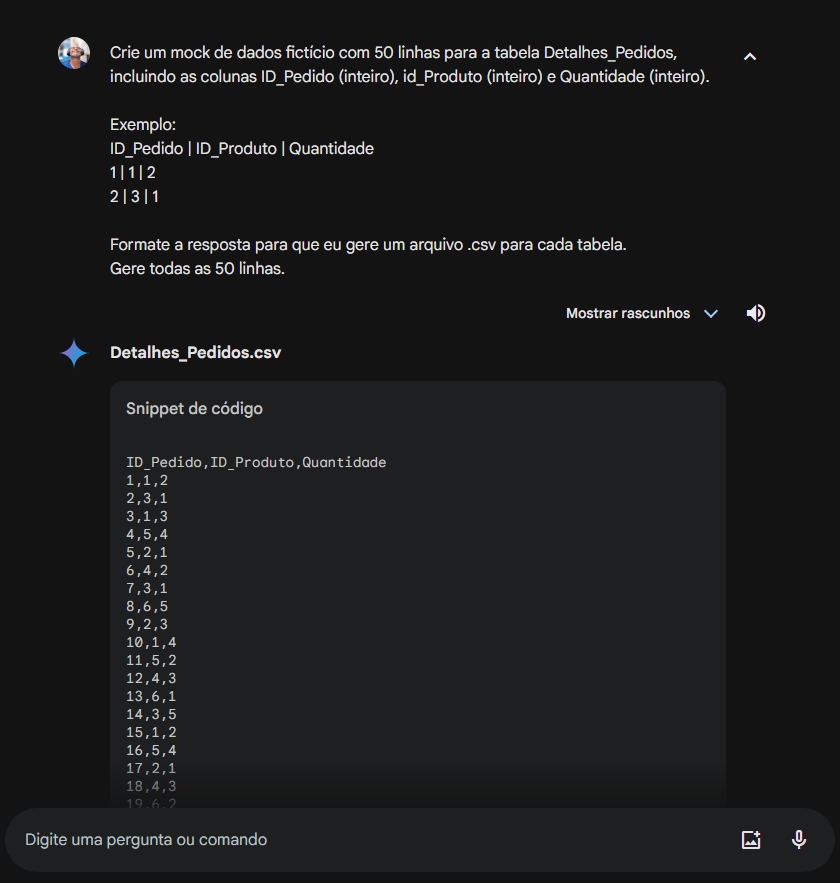 Crie um mock de dados fictício com 50 linhas para a tabela Detalhes_Pedidos,
incluindo as colunas ID_Pedido (inteiro), id_Produto (inteiro) e Quantidade (inteiro).
Exemplo:
ID_Pedido | ID_Produto | Quantidade
1 | 1 | 2
2 | 3 | 1
Formate a resposta para que eu gere um arquivo .csv para cada tabela.
Gere todas as 50 linhas.
Mostrar rascunhos
Detalhes_Pedidos.csv
Snippet de código
ID_Pedido,ID_Produto,Quantidade
1,1,2
2,3,1
3,1,3
4,5,4
5,2,1
6,4,2
7,3,1
8,6,5
9,2,3
10,1,4
11,5,2
12,4,3
13,6,1
14,3,5
15,1,2
16,5,4
17,2,1
18,4,3
19,6,2
Digite uma pergunta ou comando